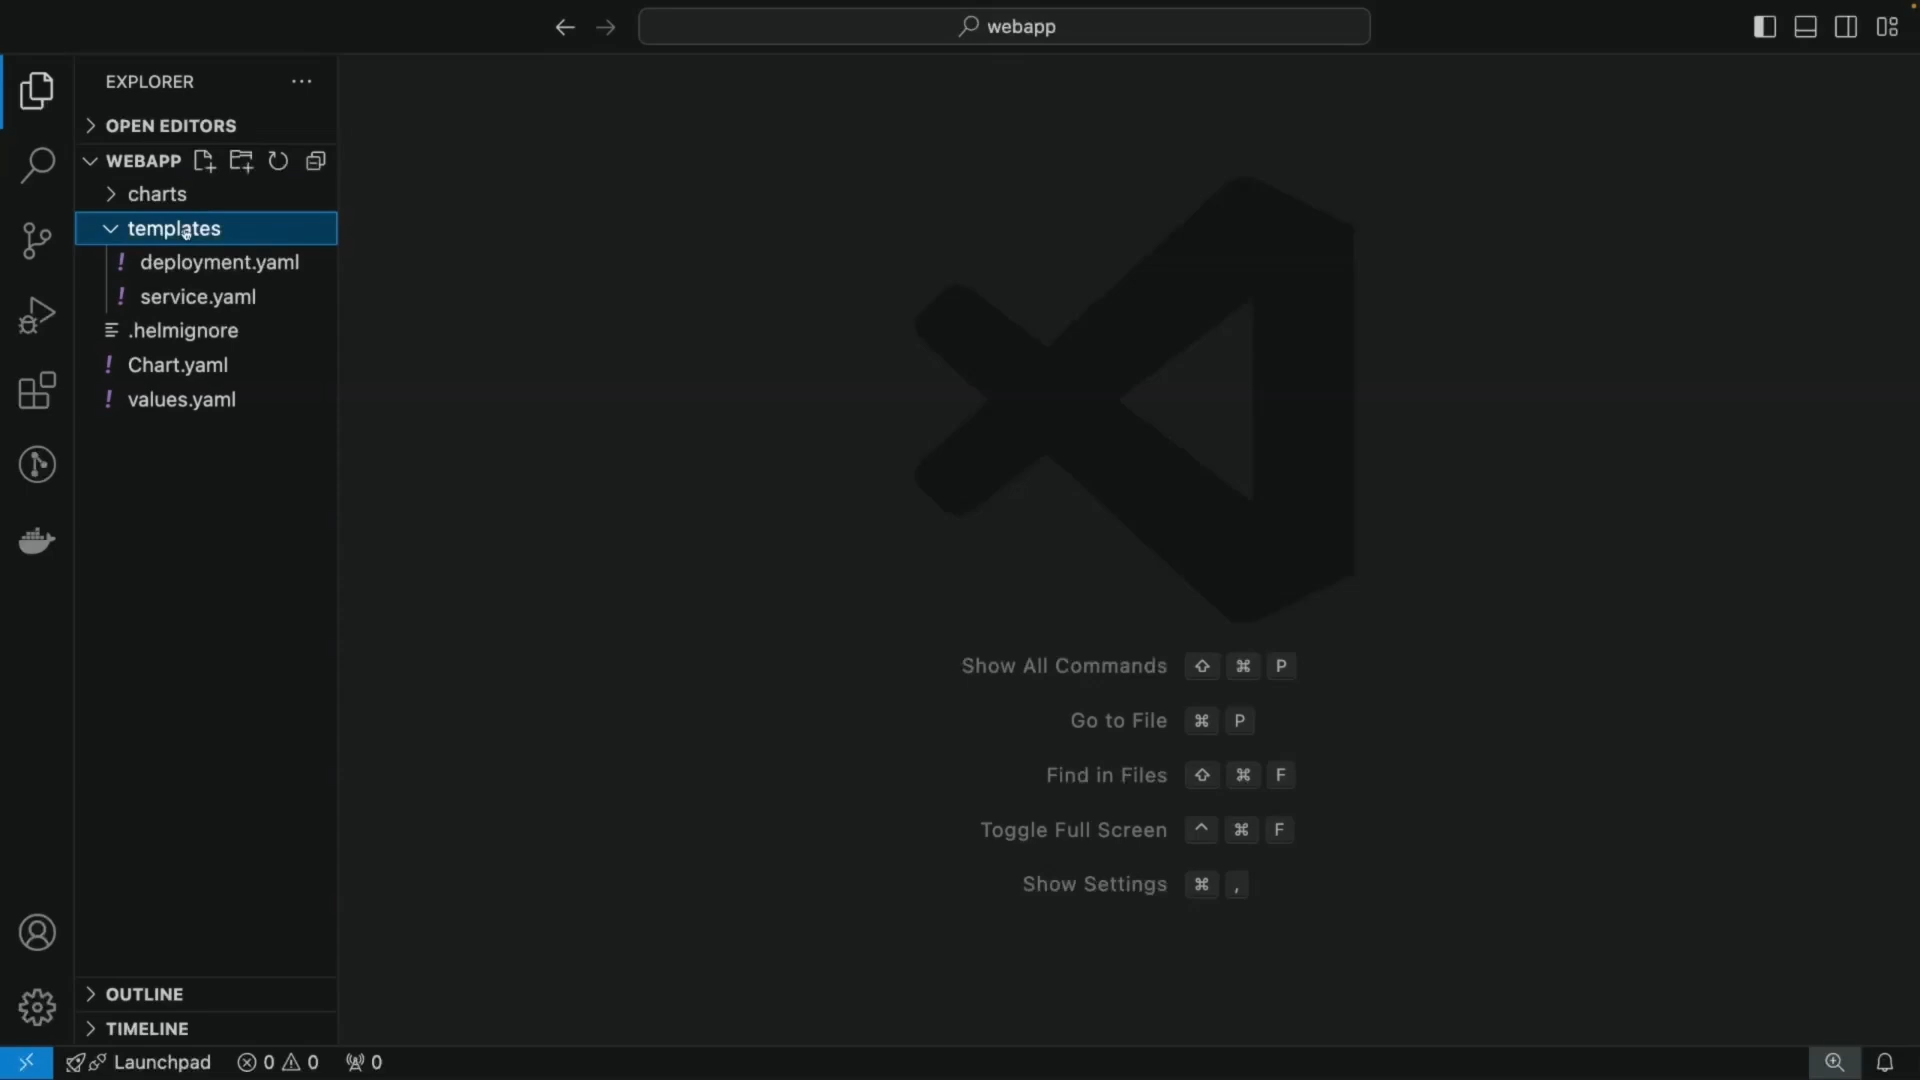 webapp
EXPLORER
OPEN EDITORS
WEBAPP
charts
templates
! deployment.yaml
! service.yaml
.helmignore
! Chart.yaml
! values.yaml
Show All Commands ⇧ ⌘ P
Go to File ⌘ P
Find in Files ⇧ ⌘ F
Toggle Full Screen ^ ⌘ F
Show Settings ⌘ ,
OUTLINE
TIMELINE
Launchpad 0 0 0